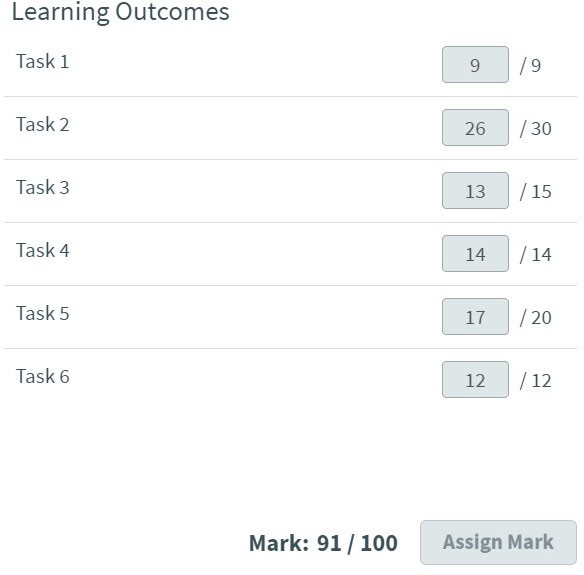 Learning Outcomes
Task 1 9 / 9
Task 2 26 / 30
Task 3 13 / 15
Task 4 14 / 14
Task 5 17 / 20
Task 6 12 / 12
Mark: 91 / 100 Assign Mark